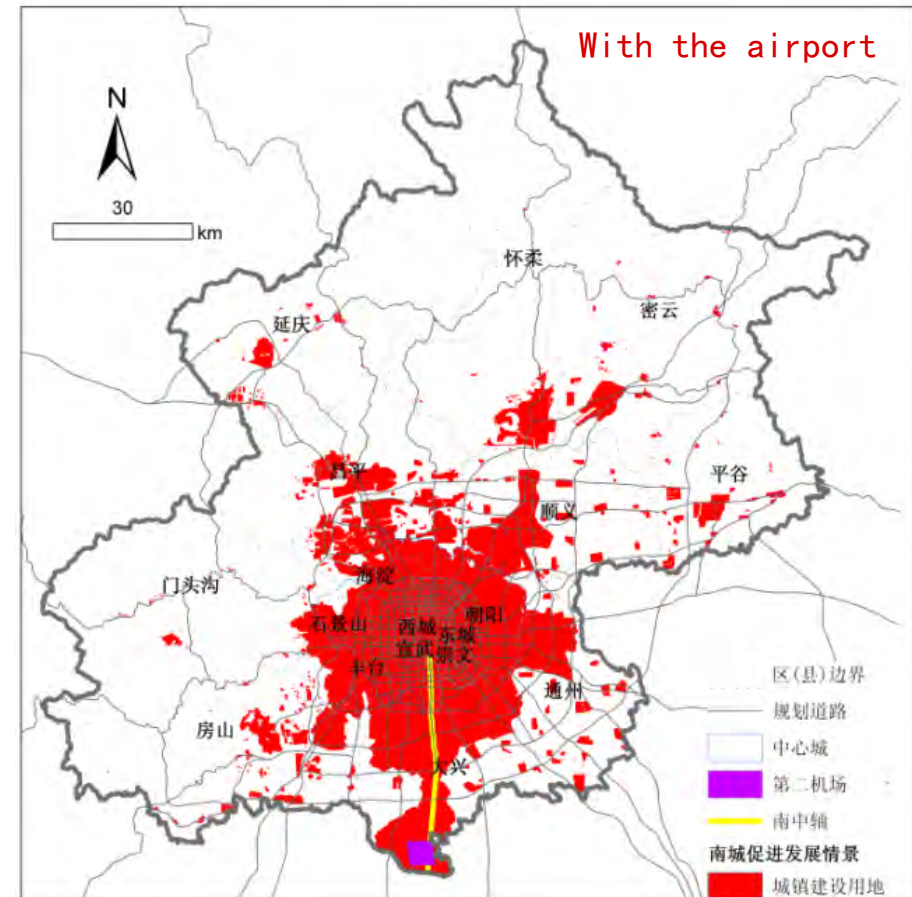 With the airport
N
30
km
怀柔
密云
延庆
昌平
平谷
顺义
海淀
门头沟
石景山
西城
东城
朝阳
宣武
崇文
丰台
通州
房山
大兴
区(县)边界
规划道路
中心城
第二机场
南中轴
南城促进发展情景
城镇建设用地